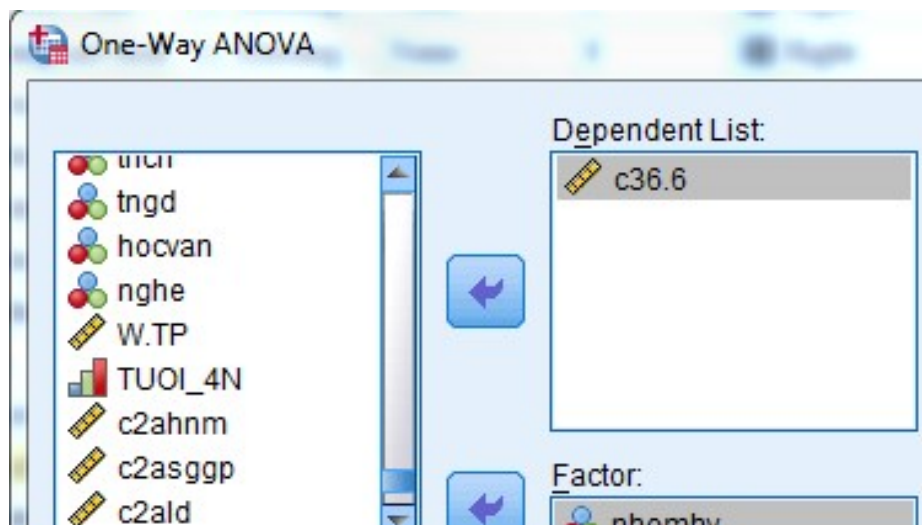 One-Way ANOVA
Dependent List:
c36.6
tngd
hocvan
nghe
W.TP
TUOI_4N
c2ahnm
c2asggp
c2ald
Factor: